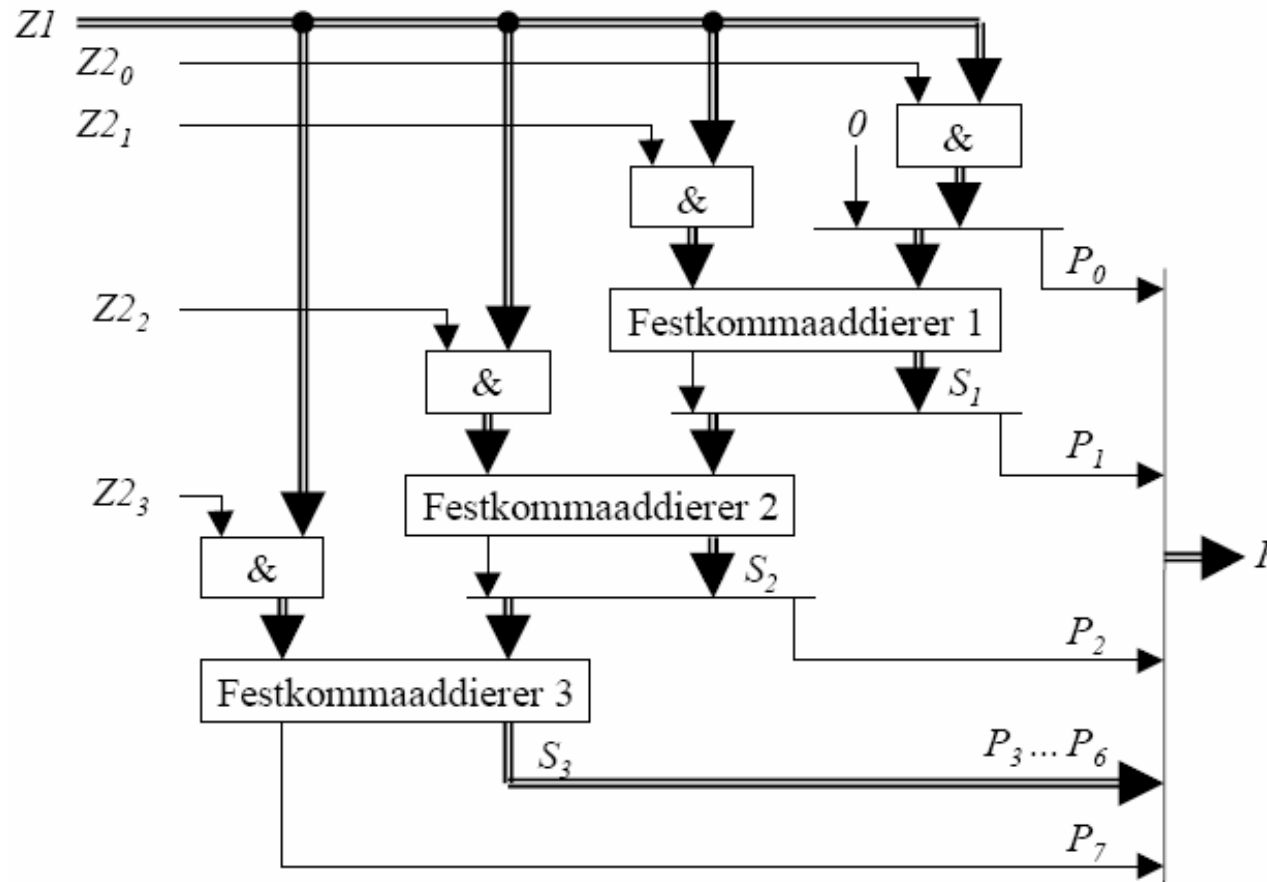 Z1
Z2₀
Z2₁
0
&
&
P₀
Z2₂
Festkommaaddierer 1
&
S₁
P₁
Z2₃
Festkommaaddierer 2
&
S₂
P₂
Festkommaaddierer 3
S₃
P₃ ... P₆
P₇